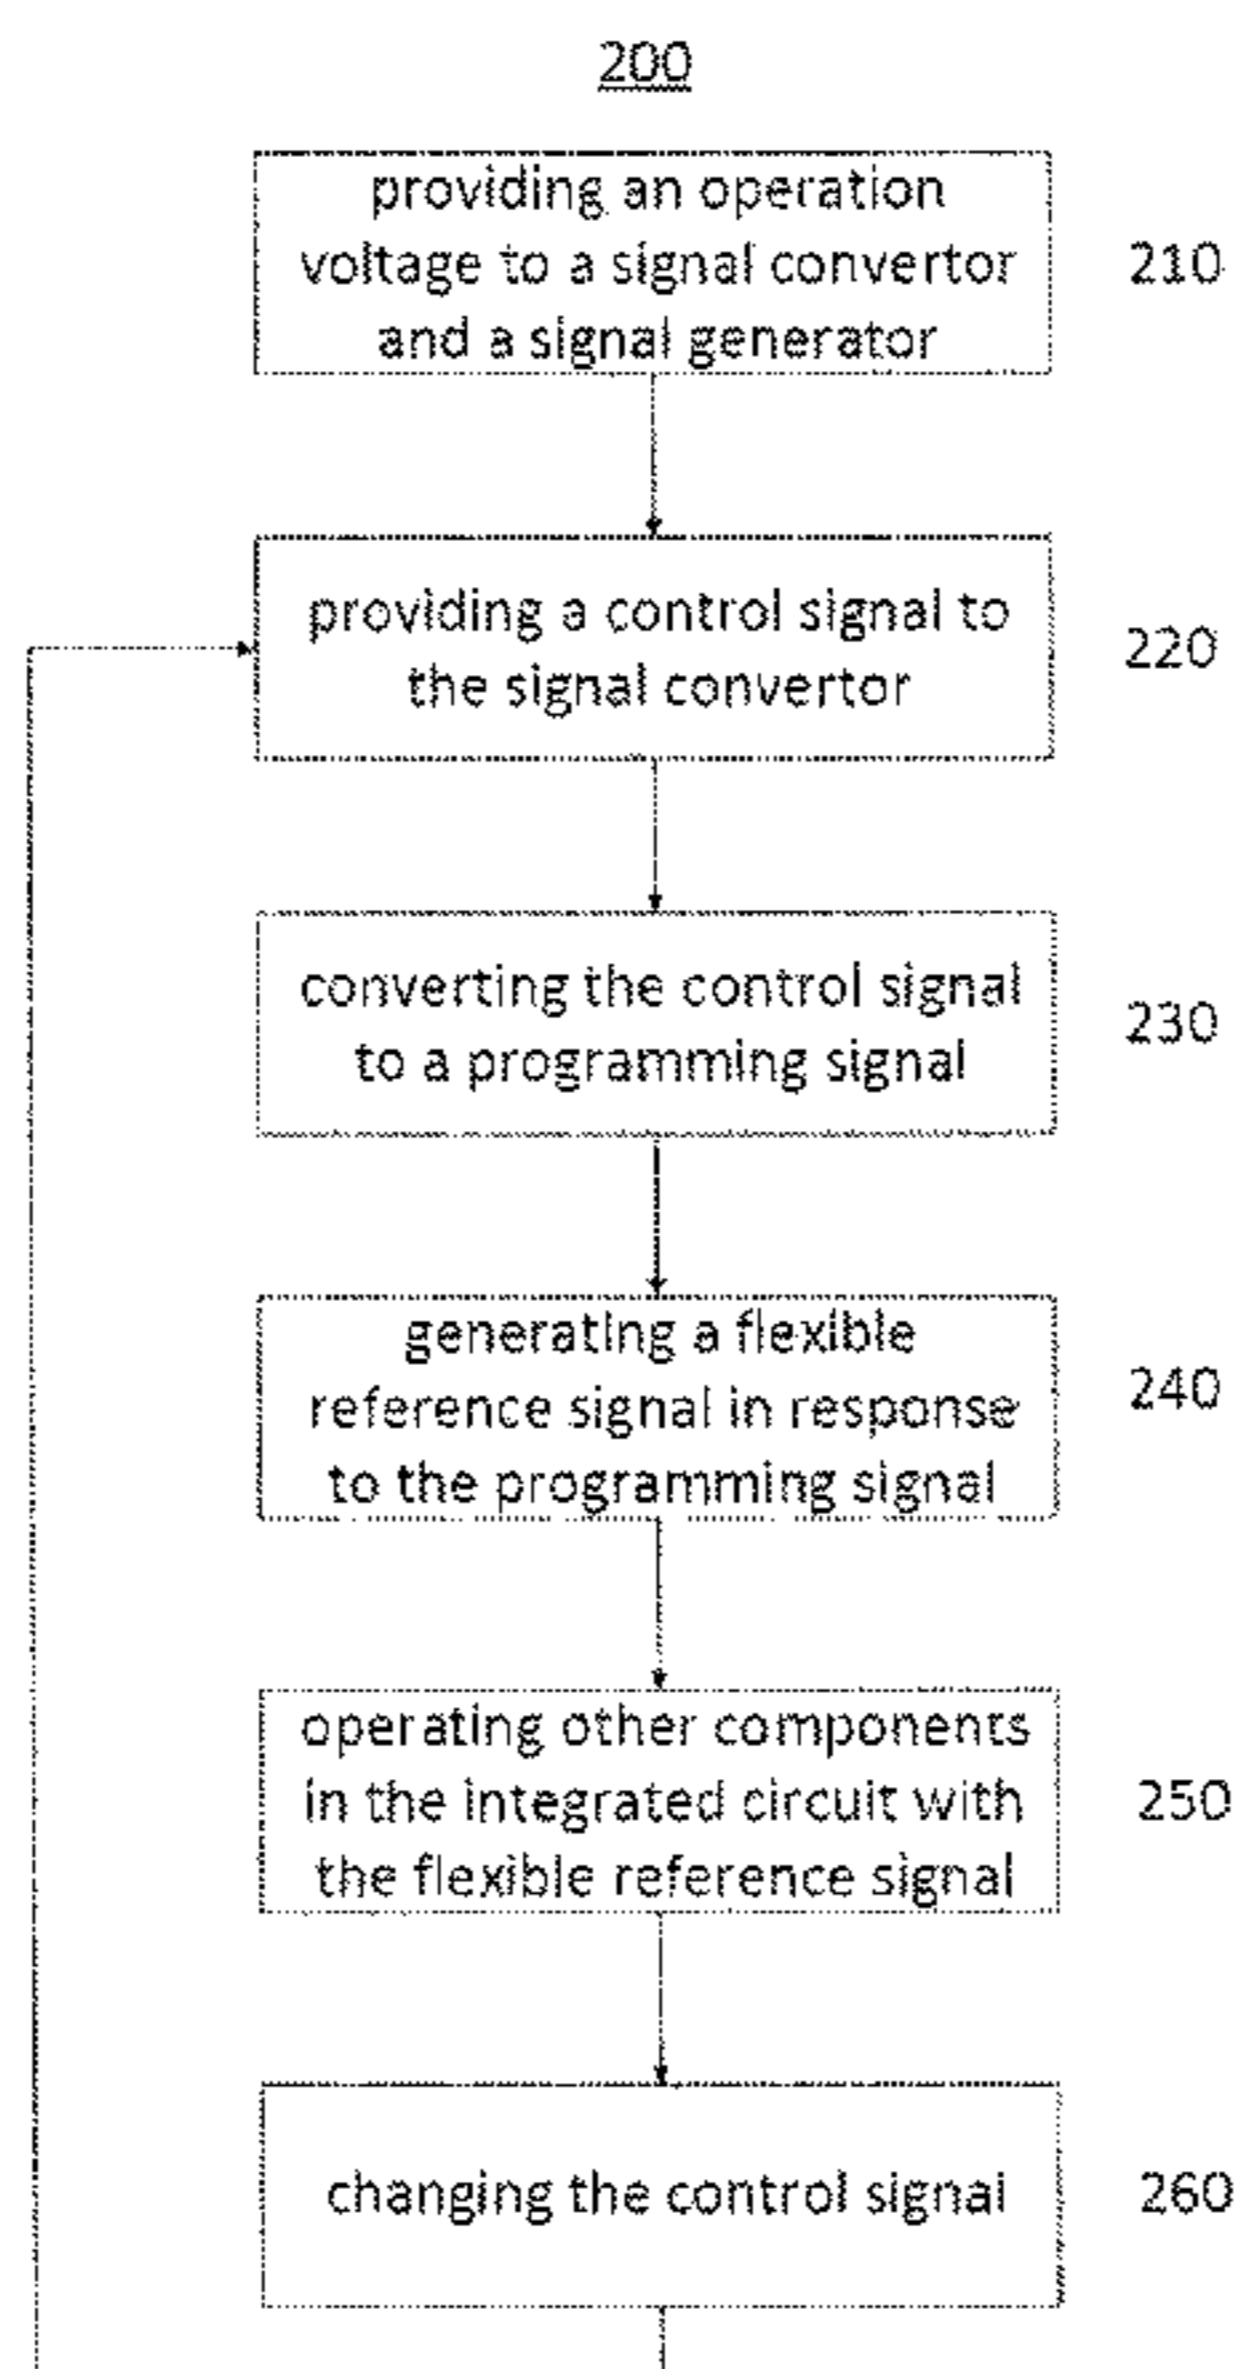 200
providing an operation
voltage to a signal convertor
and a signal generator
210
providing a control signal to
the signal convertor
220
converting the control signal
to a programming signal
230
generating a flexible
reference signal in response
to the programming signal
240
operating other components
in the integrated circuit with
the flexible reference signal
250
changing the control signal
260